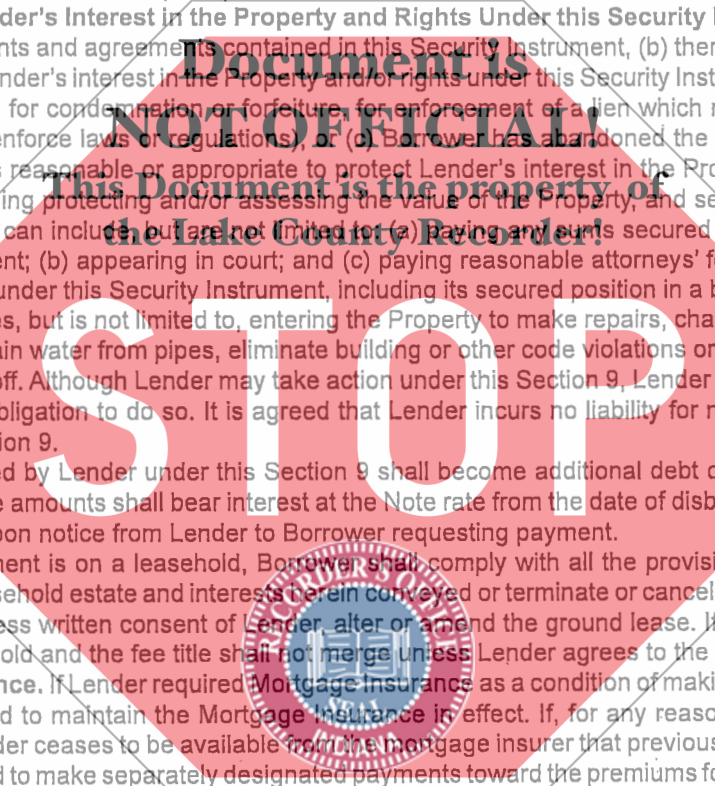 der's Interest in the Property and Rights Under this Security I
nts and agreements contained in this Security Instrument, (b) ther
Document is
nder's interest in the Property and/or rights under this Security Inst
for condemnation or forfeiture, for enforcement of a lien which r
NOT OFFICIAL!
enforce laws or regulations), or (c) Borrower has abandoned the
s reasonable or appropriate to protect Lender's interest in the Pro
This Document is the property of
ing protecting and/or assessing the value of the Property, and se
can include, but are not limited to: (a) paying any sums secured
the Lake County Recorder!
ent; (b) appearing in court; and (c) paying reasonable attorneys' f
under this Security Instrument, including its secured position in a b
es, but is not limited to, entering the Property to make repairs, cha
ain water from pipes, eliminate building or other code violations or
off. Although Lender may take action under this Section 9, Lender
STOP
bligation to do so. It is agreed that Lender incurs no liability for n
ion 9.
ed by Lender under this Section 9 shall become additional debt o
e amounts shall bear interest at the Note rate from the date of disb
pon notice from Lender to Borrower requesting payment.
ment is on a leasehold, Borrower shall comply with all the provisi
sehold estate and interests herein conveyed or terminate or cancel
RECORDER'S OFFICE
ess written consent of Lender, alter or amend the ground lease. If
old and the fee title shall not merge unless Lender agrees to the
nce. If Lender required Mortgage Insurance as a condition of maki
SEAL
d to maintain the Mortgage Insurance in effect. If, for any reaso
INDIANA
der ceases to be available from the mortgage insurer that previous
d to make separately designated payments toward the premiums fo